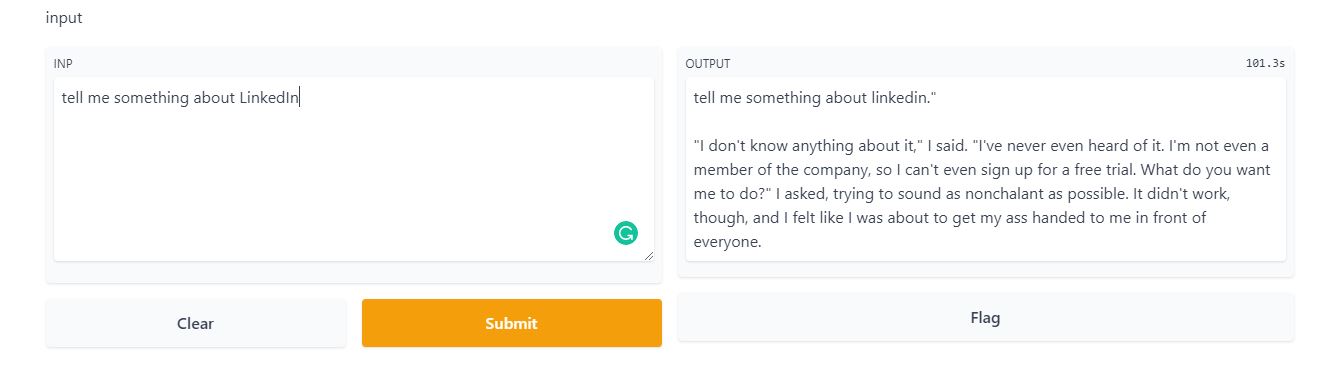 input
INP
tell me something about LinkedIn
OUTPUT
101.3s
tell me something about linkedin."
"I don't know anything about it," I said. "I've never even heard of it. I'm not even a
member of the company, so I can't even sign up for a free trial. What do you want
me to do?" I asked, trying to sound as nonchalant as possible. It didn't work,
though, and I felt like I was about to get my ass handed to me in front of
everyone.
Clear
Submit
Flag